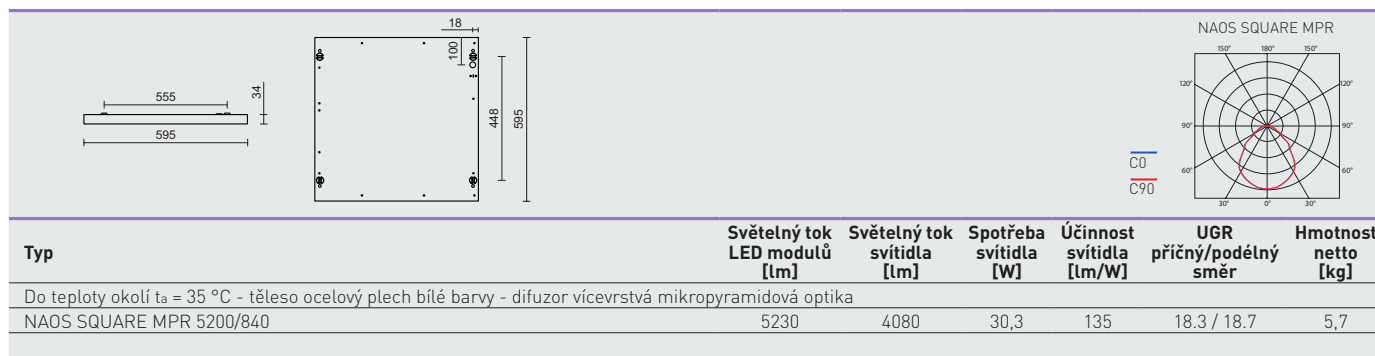 18
100
555
34
595
448
595
NAOS SQUARE MPR
150° 180° 150°
120° 120°
90° 90°
60° 60°
30° 0° 30°
C0
C90
Typ
Světelný tok LED modulů [lm]
Světelný tok svítidla [lm]
Spotřeba svítidla [W]
Účinnost svítidla [lm/W]
UGR příčný/podélný směr
Hmotnost netto [kg]
Do teploty okolí ta = 35 °C - těleso ocelový plech bílé barvy - difuzor vícevrstvá mikropyramidová optika
NAOS SQUARE MPR 5200/840 5230 4080 30,3 135 18.3 / 18.7 5,7